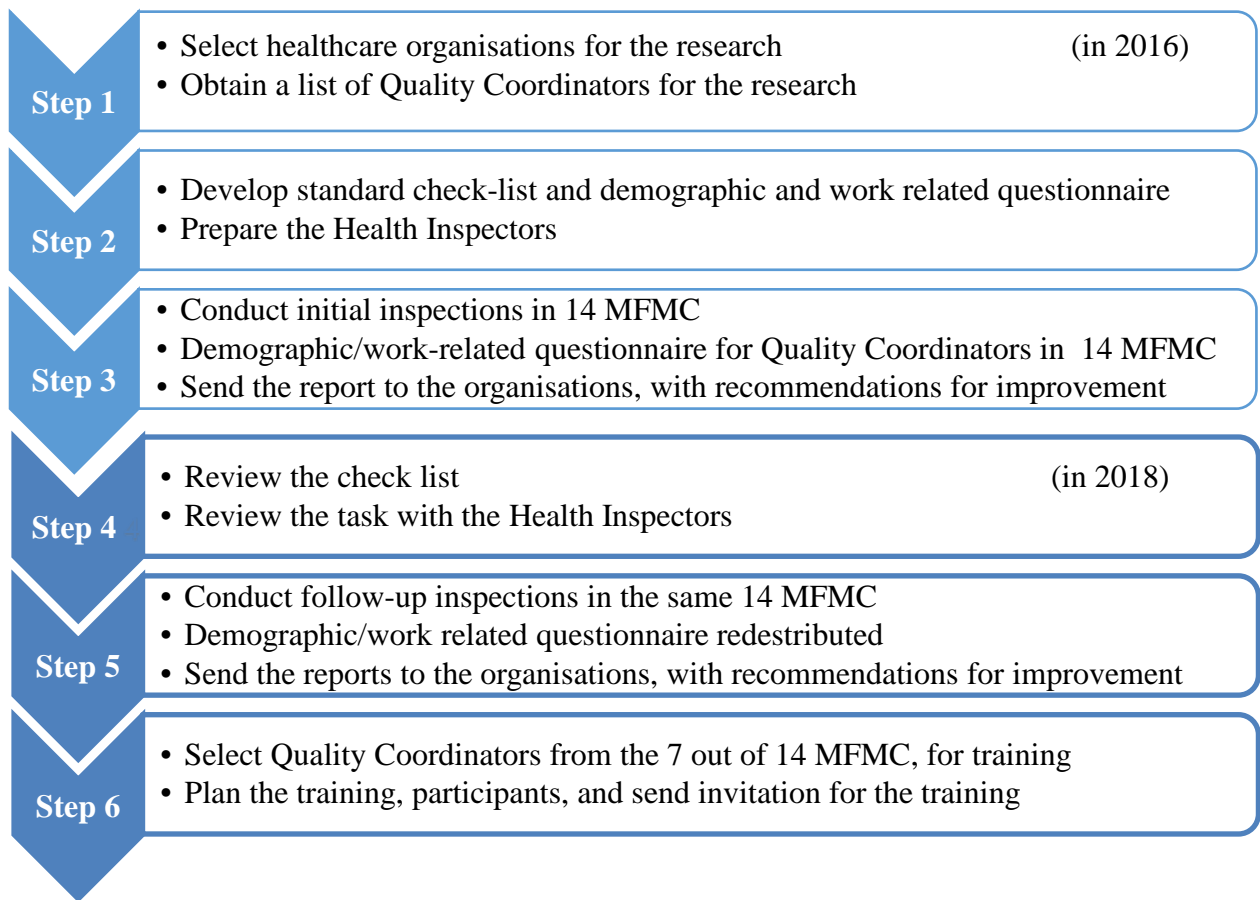 • Select healthcare organisations for the research (in 2016)
• Obtain a list of Quality Coordinators for the research
Step 1
• Develop standard check-list and demographic and work related questionnaire
• Prepare the Health Inspectors
Step 2
• Conduct initial inspections in 14 MFMC
• Demographic/work-related questionnaire for Quality Coordinators in 14 MFMC
• Send the report to the organisations, with recommendations for improvement
Step 3
• Review the check list (in 2018)
• Review the task with the Health Inspectors
Step 4
• Conduct follow-up inspections in the same 14 MFMC
• Demographic/work related questionnaire redestributed
• Send the reports to the organisations, with recommendations for improvement
Step 5
• Select Quality Coordinators from the 7 out of 14 MFMC, for training
• Plan the training, participants, and send invitation for the training
Step 6